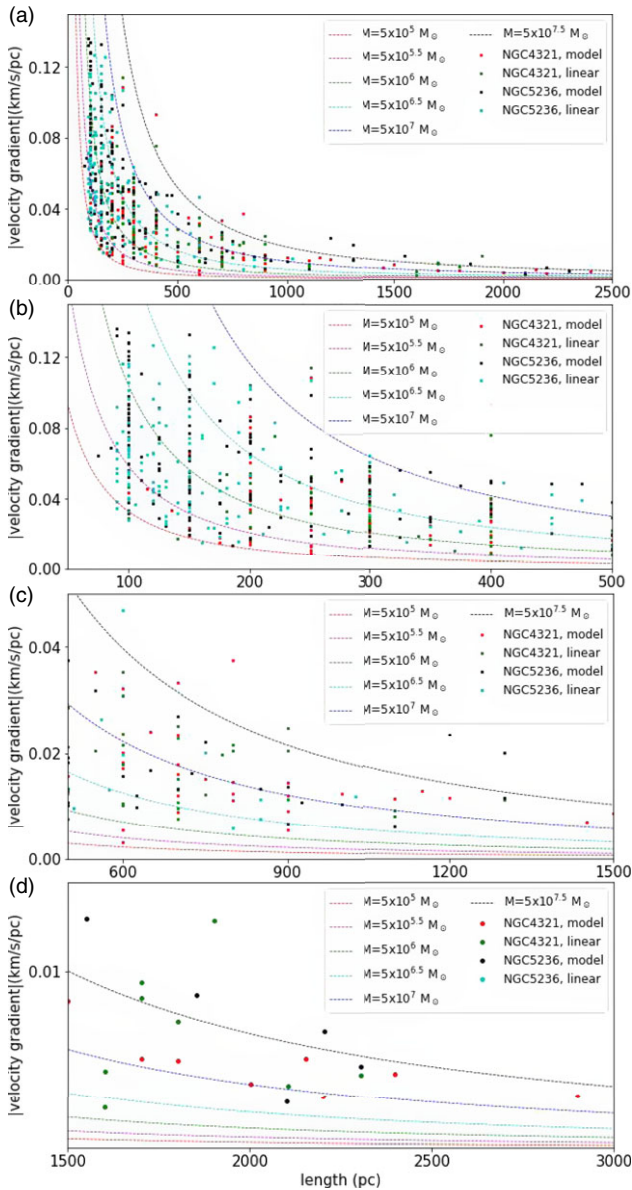 (a)
|velocity gradient|(km/s/pc)
0.12
0.08
0.04
0.00
M=5x10^5 M⊙
M=5x10^5.5 M⊙
M=5x10^6 M⊙
M=5x10^6.5 M⊙
M=5x10^7 M⊙
M=5x10^7.5 M⊙
NGC4321, model
NGC4321, linear
NGC5236, model
NGC5236, linear
0 500 1000 1500 2000 2500
(b)
|velocity gradient|(km/s/pc)
0.12
0.08
0.04
0.00
M=5x10^5 M⊙
M=5x10^5.5 M⊙
M=5x10^6 M⊙
M=5x10^6.5 M⊙
M=5x10^7 M⊙
NGC4321, model
NGC4321, linear
NGC5236, model
NGC5236, linear
100 200 300 400 500
(c)
|velocity gradient|(km/s/pc)
0.04
0.02
0.00
M=5x10^5 M⊙
M=5x10^5.5 M⊙
M=5x10^6 M⊙
M=5x10^6.5 M⊙
M=5x10^7 M⊙
M=5x10^7.5 M⊙
NGC4321, model
NGC4321, linear
NGC5236, model
NGC5236, linear
600 900 1200 1500
(d)
|velocity gradient|(km/s/pc)
0.01
M=5x10^5 M⊙
M=5x10^5.5 M⊙
M=5x10^6 M⊙
M=5x10^6.5 M⊙
M=5x10^7 M⊙
M=5x10^7.5 M⊙
NGC4321, model
NGC4321, linear
NGC5236, model
NGC5236, linear
1500 2000 2500 3000
length (pc)